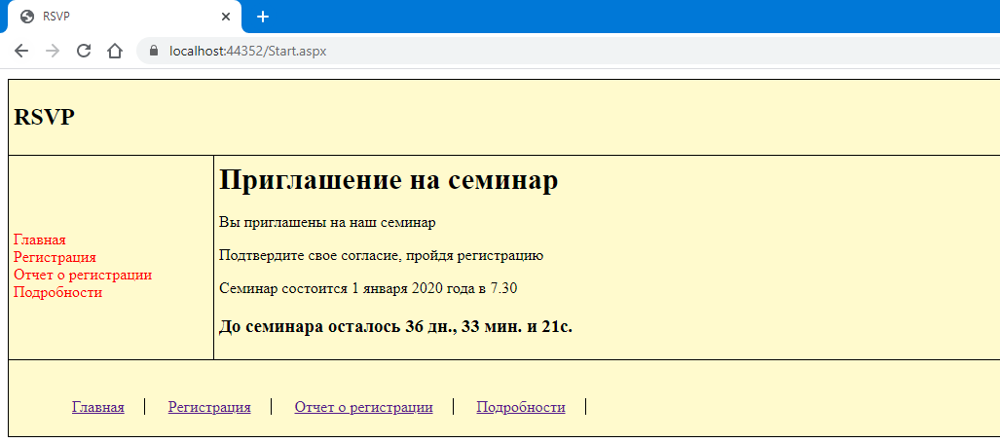 RSVP
localhost:44352/Start.aspx
RSVP
Приглашение на семинар
Вы приглашены на наш семинар
Подтвердите свое согласие, пройдя регистрацию
Семинар состоится 1 января 2020 года в 7.30
До семинара осталось 36 дн., 33 мин. и 21с.
Главная
Регистрация
Отчет о регистрации
Подробности
Главная Регистрация Отчет о регистрации Подробности